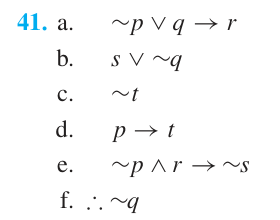 41. a. ~p ∨ q → r
b. s ∨ ~q
c. ~t
d. p → t
e. ~p ∧ r → ~s
f. ∴ ~q